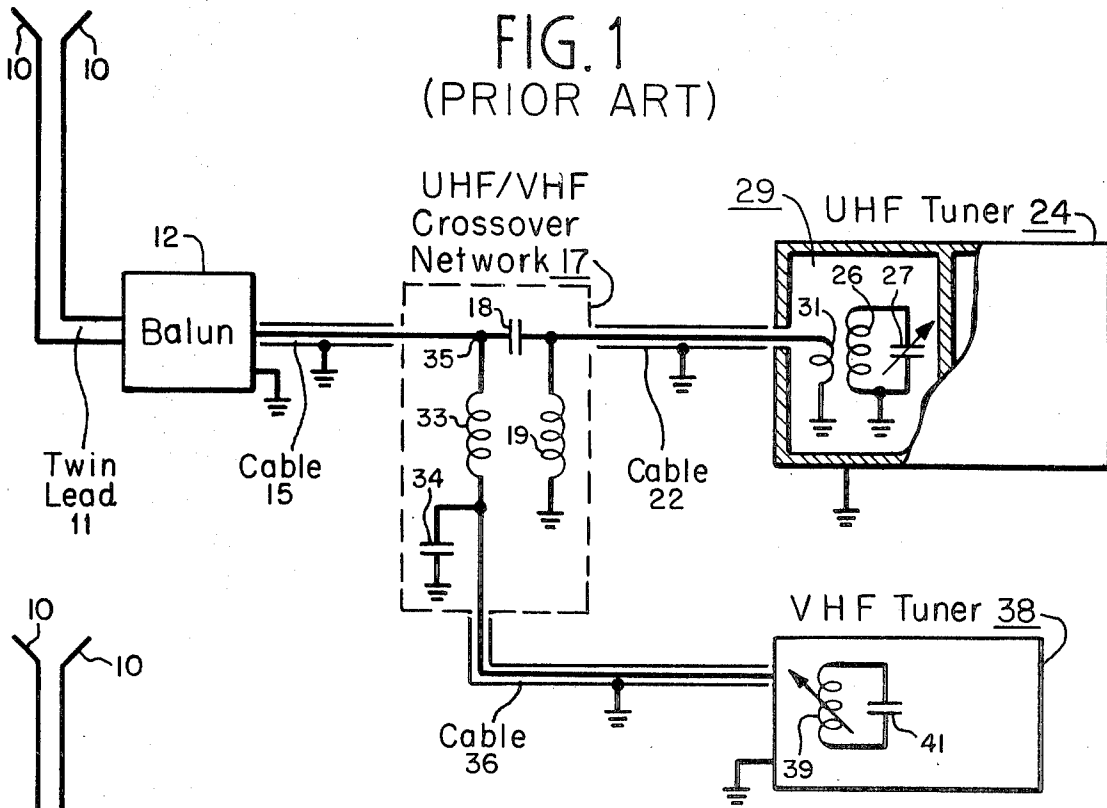 FIG. 1
(PRIOR ART)
10
10
12
Balun
Twin
Lead
11
Cable
15
UHF/VHF
Crossover
Network 17
18
35
33
19
34
Cable
22
29
UHF Tuner 24
26
27
31
10
10
Cable
36
VHF Tuner 38
39
41